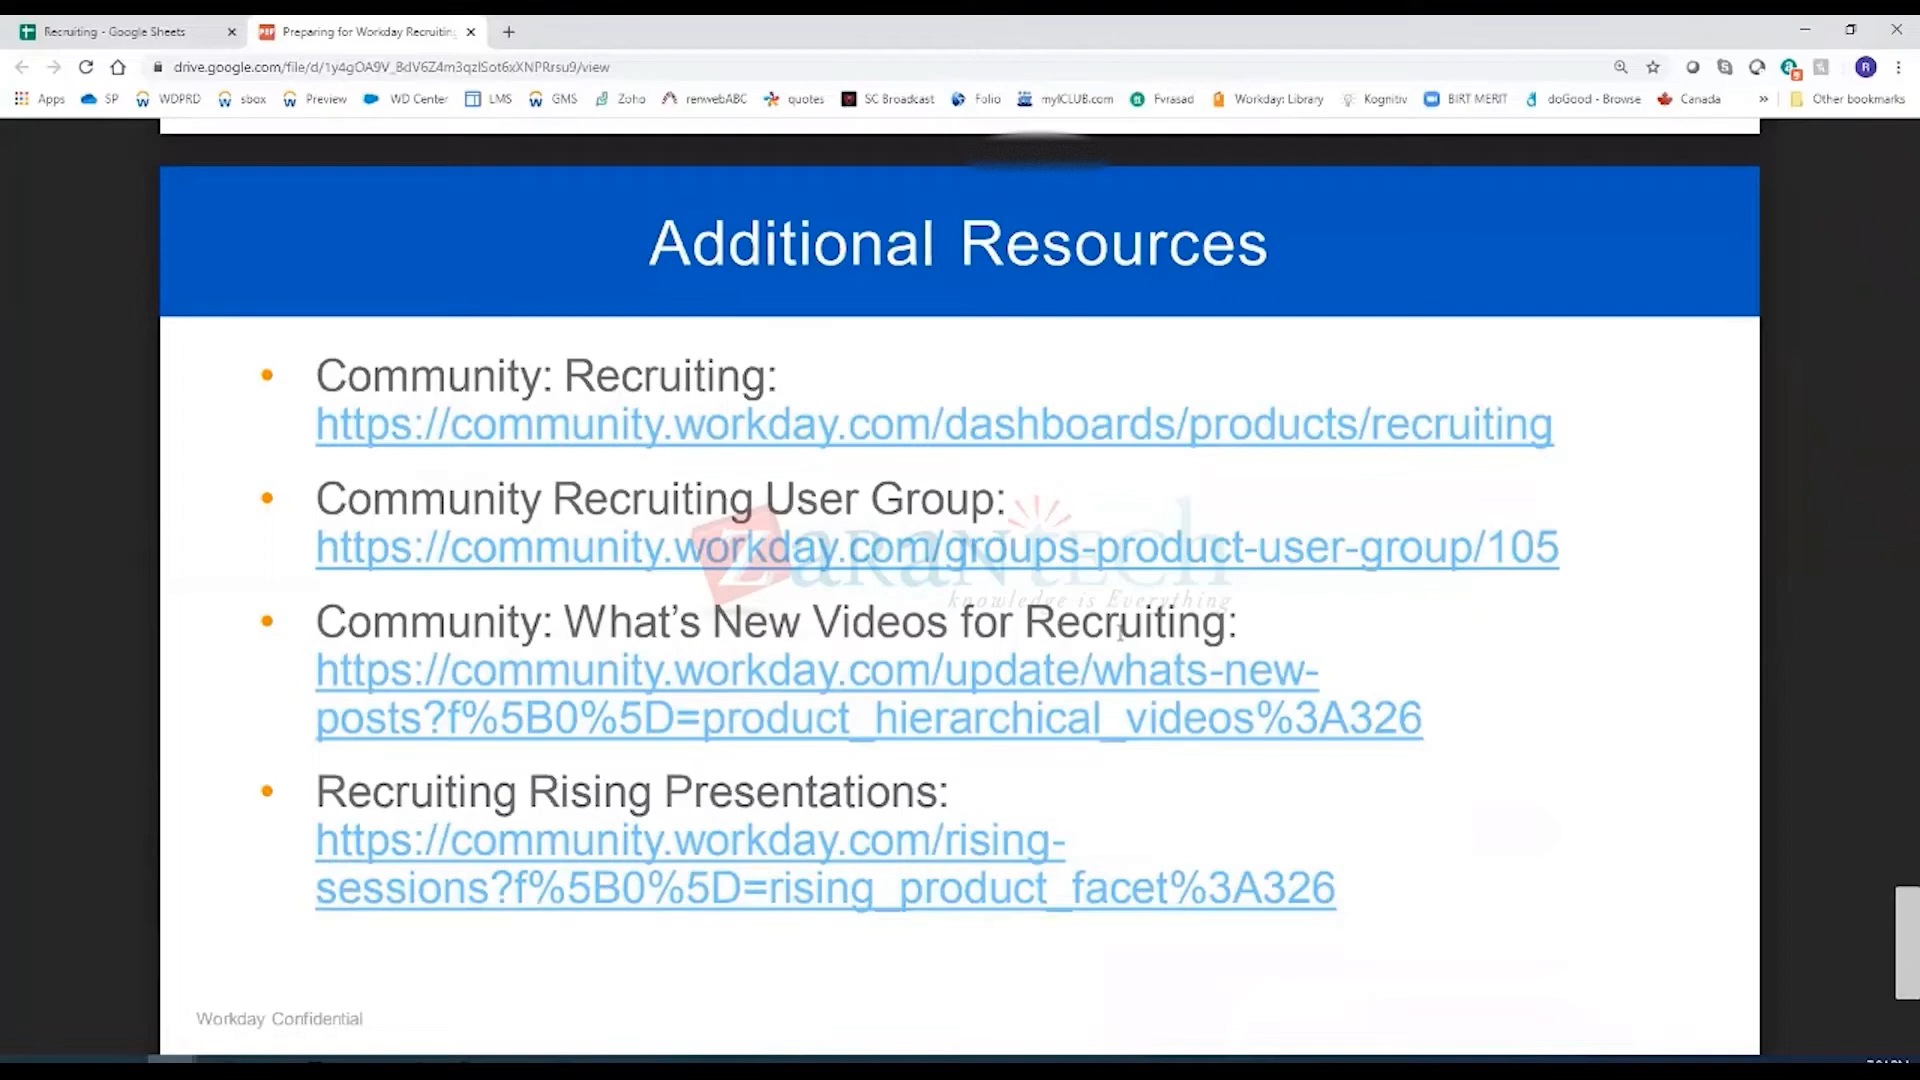 Recruiting - Google Sheets
Preparing for Workday Recruiting
drive.google.com/file/d/1y4gOA9V_BdV6Z4m3qzlSot6xXNPRrsu9/view
Apps SP WDPRD sbox Preview WD Center LMS GMS Zoho renwebABC quotes SC Broadcast Folio myICLUB.com Fvrasad Workday: Library Kognitiv BIRT MERIT doGood - Browse Canada » Other bookmarks
Additional Resources
• Community: Recruiting:
https://community.workday.com/dashboards/products/recruiting
• Community Recruiting User Group:
https://community.workday.com/groups-product-user-group/105
ZaranTech
knowledge is Everything
• Community: What's New Videos for Recruiting:
https://community.workday.com/update/whats-new-
posts?f%5B0%5D=product_hierarchical_videos%3A326
• Recruiting Rising Presentations:
https://community.workday.com/rising-
sessions?f%5B0%5D=rising_product_facet%3A326
Workday Confidential